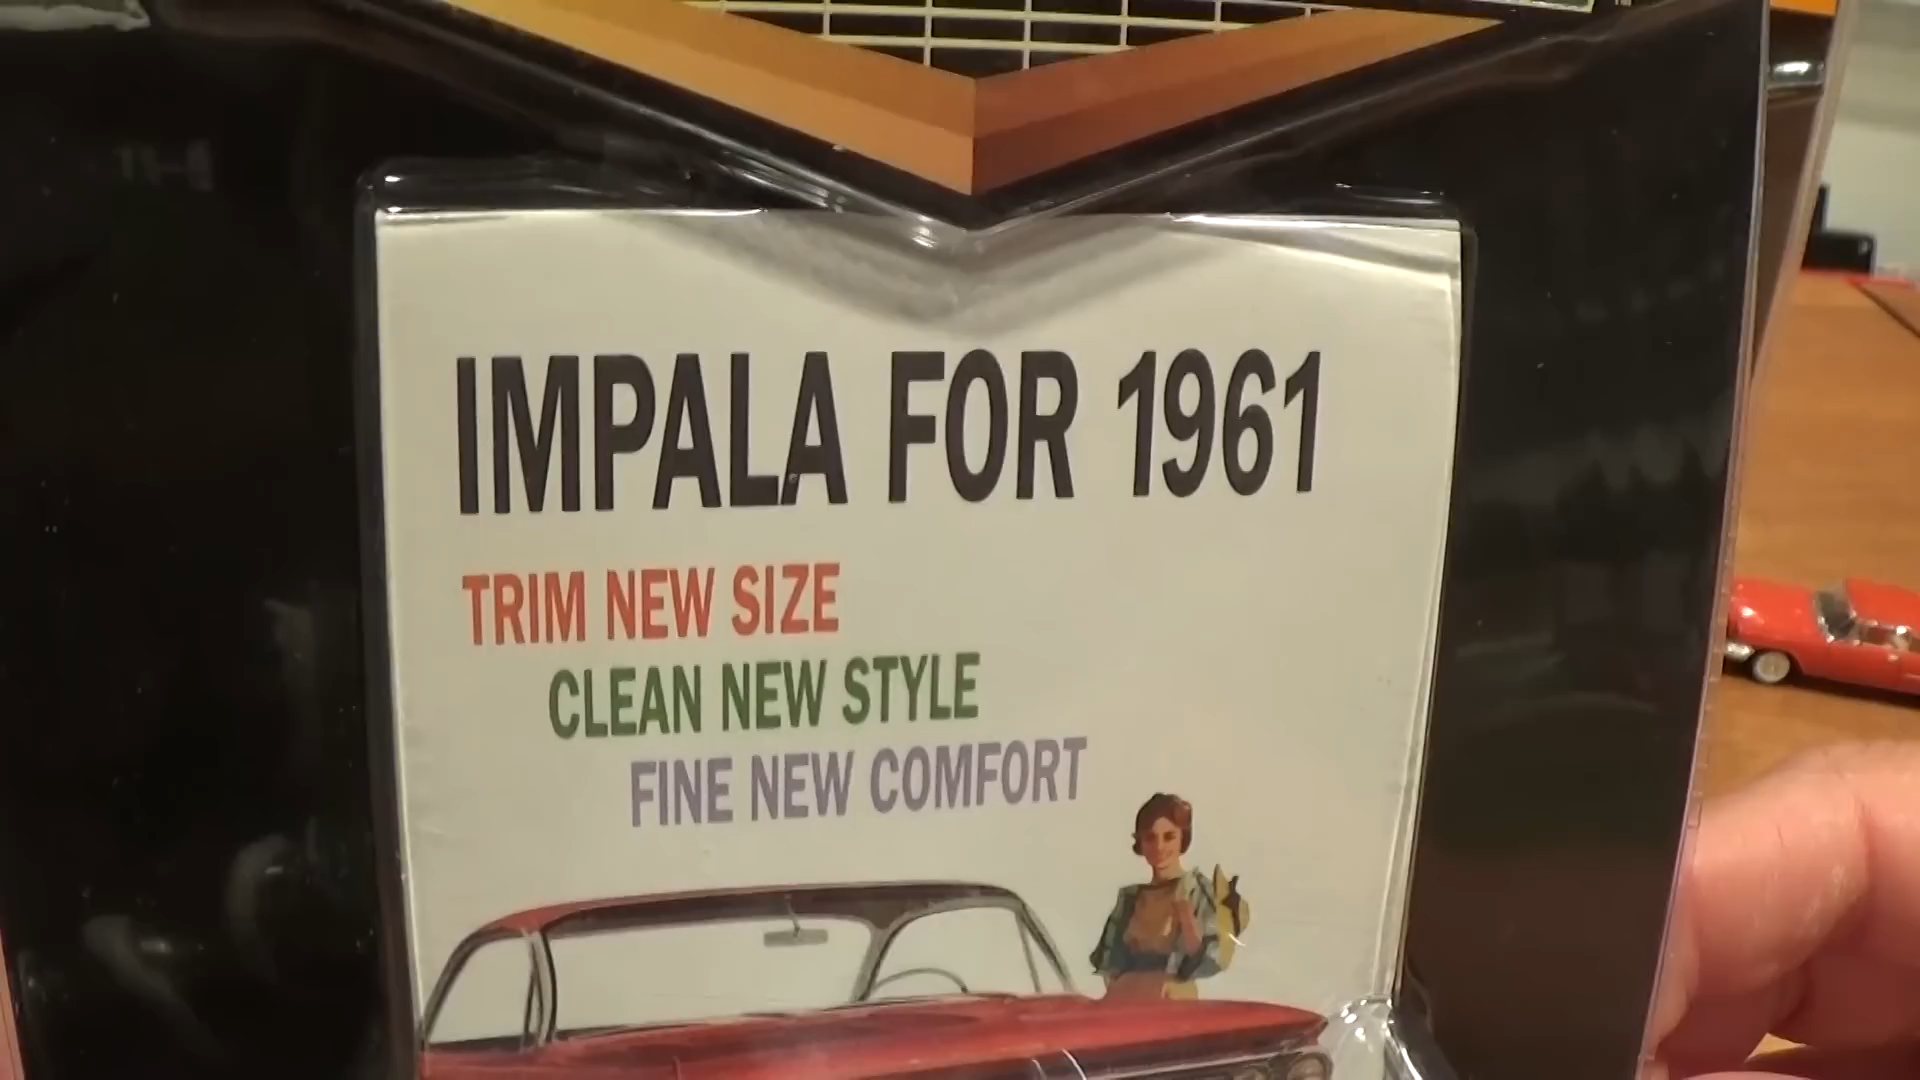 IMPALA FOR 1961
TRIM NEW SIZE
CLEAN NEW STYLE
FINE NEW COMFORT